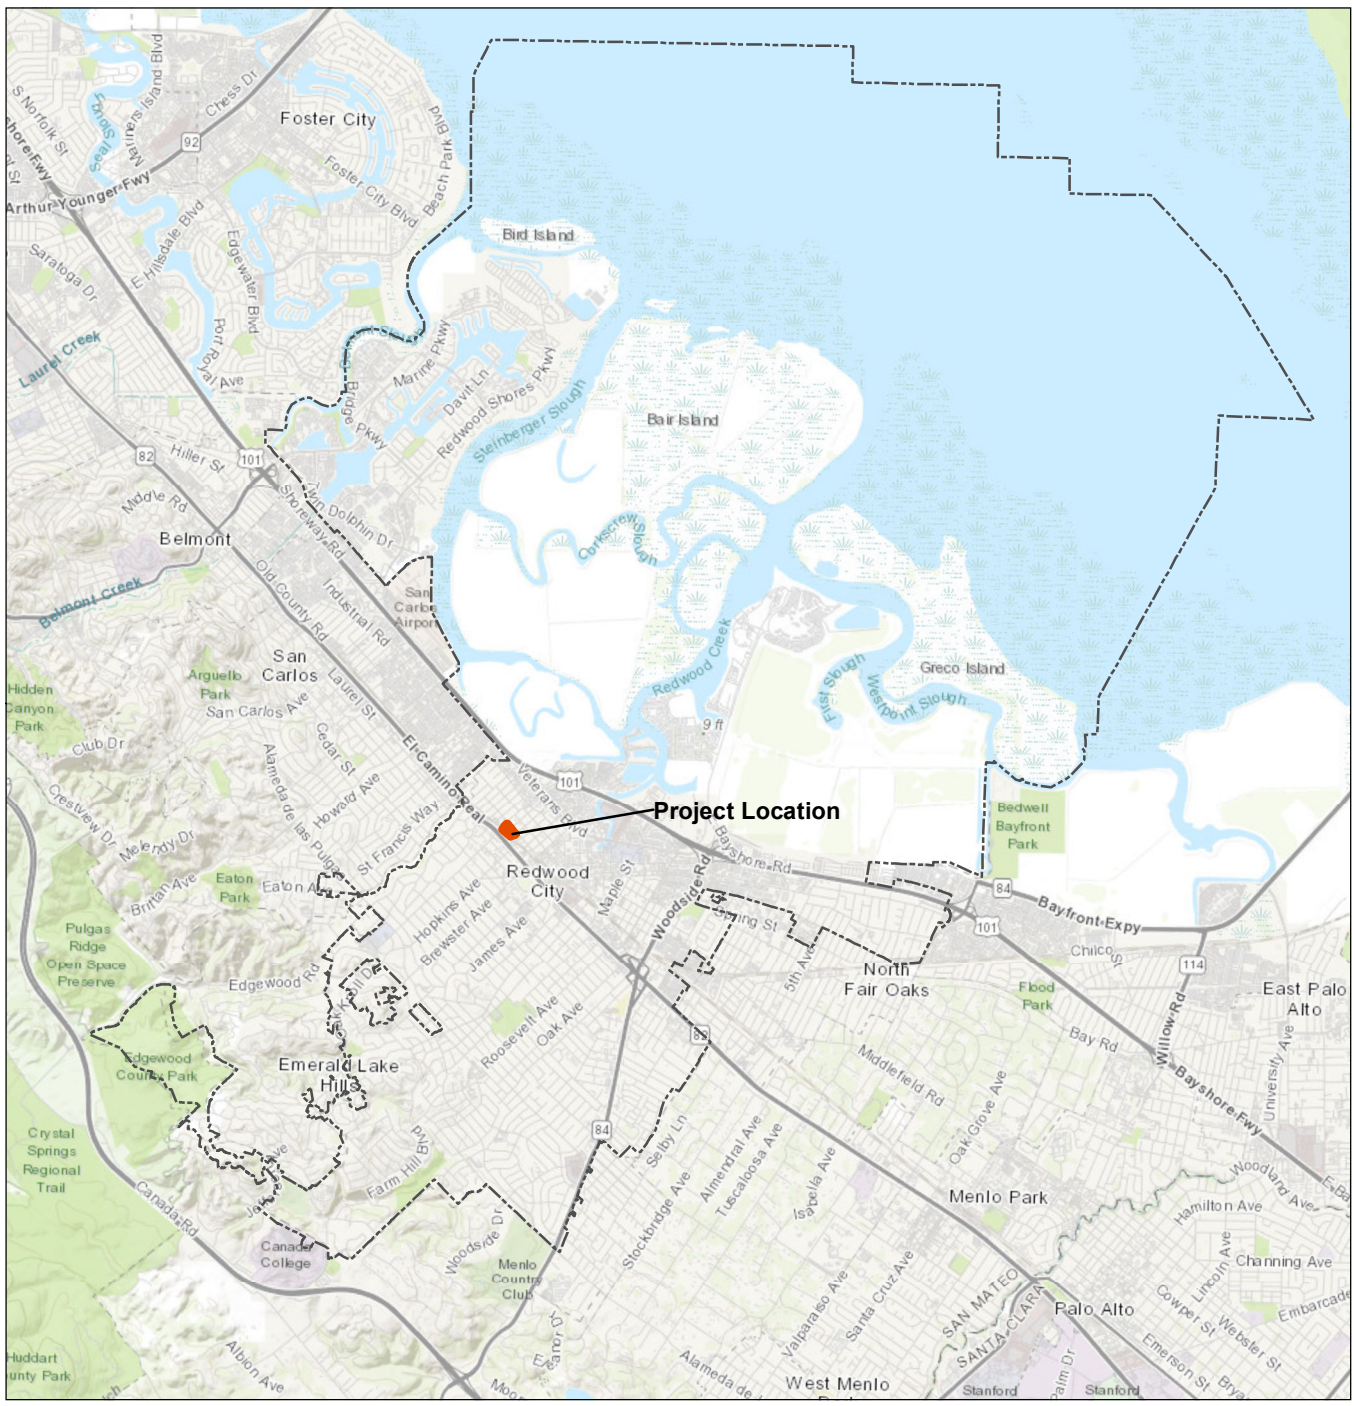 S Norfolk St
Seal Slough
Mariners Island Blvd
Chess Dr
Foster City
92
Beach Park Blvd
Foster City Blvd
Arthur Younger Fwy
E Hillsdale Blvd
Edgewater Blvd
Saratoga Dr
Port Royal Ave
Laurel Creek
Bird Island
Marine Pkwy
Davit Ln
Redwood Shores Pkwy
Bridge Pkwy
Steinberger Slough
Bair Island
82
Hiller St
101
Middle Rd
Shoreway Rd
Twin Dolphin Dr
Belmont
Corkscrew Slough
Belmont Creek
Old County Rd
Industrial Rd
San
Carlos
Airport
San
Carlos
Arguello
Park
San Carlos Ave
Laurel St
Redwood Creek
First Slough
Westpoint Slough
Greco Island
Hidden
Canyon
Park
Club Dr
Cedar St
Alameda de las Pulgas
Howard Ave
El Camino Real
9 ft
Veterans Blvd
101
Crestview Dr
Melendy Dr
St Francis Way
Project Location
Bedwell
Bayfront
Park
Bayshore Rd
Brittan Ave
Eaton
Park
Eaton Ave
Redwood
City
Maple St
Woodside Rd
84
Bayfront Expy
Hopkins Ave
Brewster Ave
James Ave
Spring St
101
Chilco St
Pulgas
Ridge
Open Space
Preserve
Edgewood Rd
5th Ave
North
Fair Oaks
114
Flood
Park
East Palo
Alto
Roosevelt Ave
Oak Ave
82
Bay Rd
Willow Rd
University Ave
Edgewood
County Park
Emerald Lake
Hills
Middlefield Rd
Bayshore Fwy
Oak Grove Ave
84
Selby Ln
Almendral Ave
Tuscaloosa Ave
Isabella Ave
Crystal
Springs
Regional
Trail
Farm Hill Blvd
Stockbridge Ave
Woodland Ave
Canada Rd
Menlo Park
Hamilton Ave
Canada
College
Woodside Dr
Menlo
Country
Club
Santa Cruz Ave
Valparaiso Ave
Lincoln Ave
Channing Ave
SAN MATEO
SANTA CLARA
Palo Alto
Cowper St
Webster St
Embarcade
Emerson St
Huddart
unty Park
Albion Ave
Alameda de
West Menlo
Stanford
Stanford